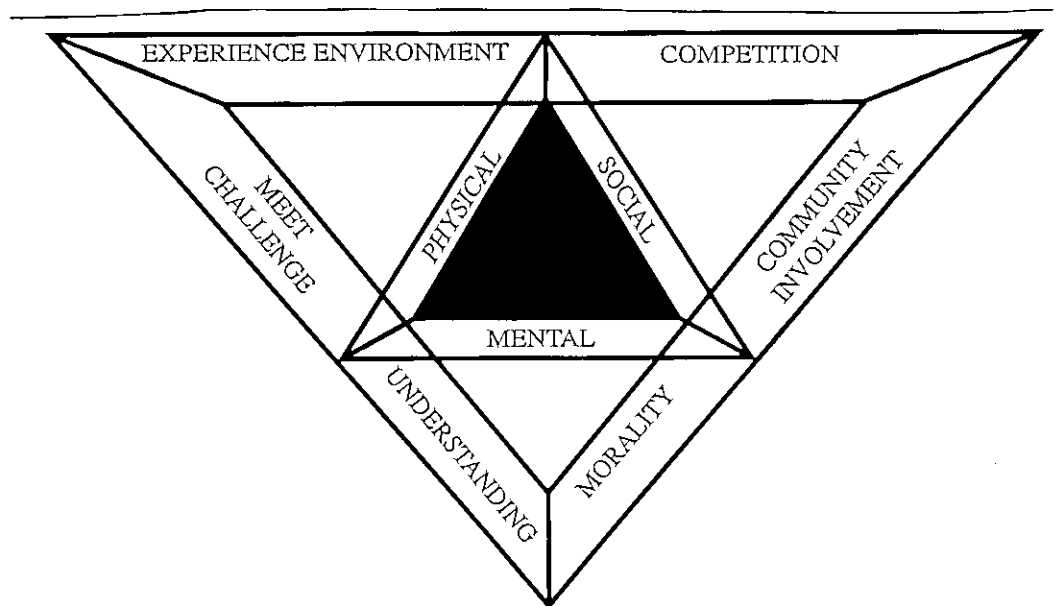 EXPERIENCE ENVIRONMENT
COMPETITION
MEET
CHALLENGE
PHYSICAL
SOCIAL
COMMUNITY
INVOLVEMENT
MENTAL
UNDERSTANDING
MORALITY